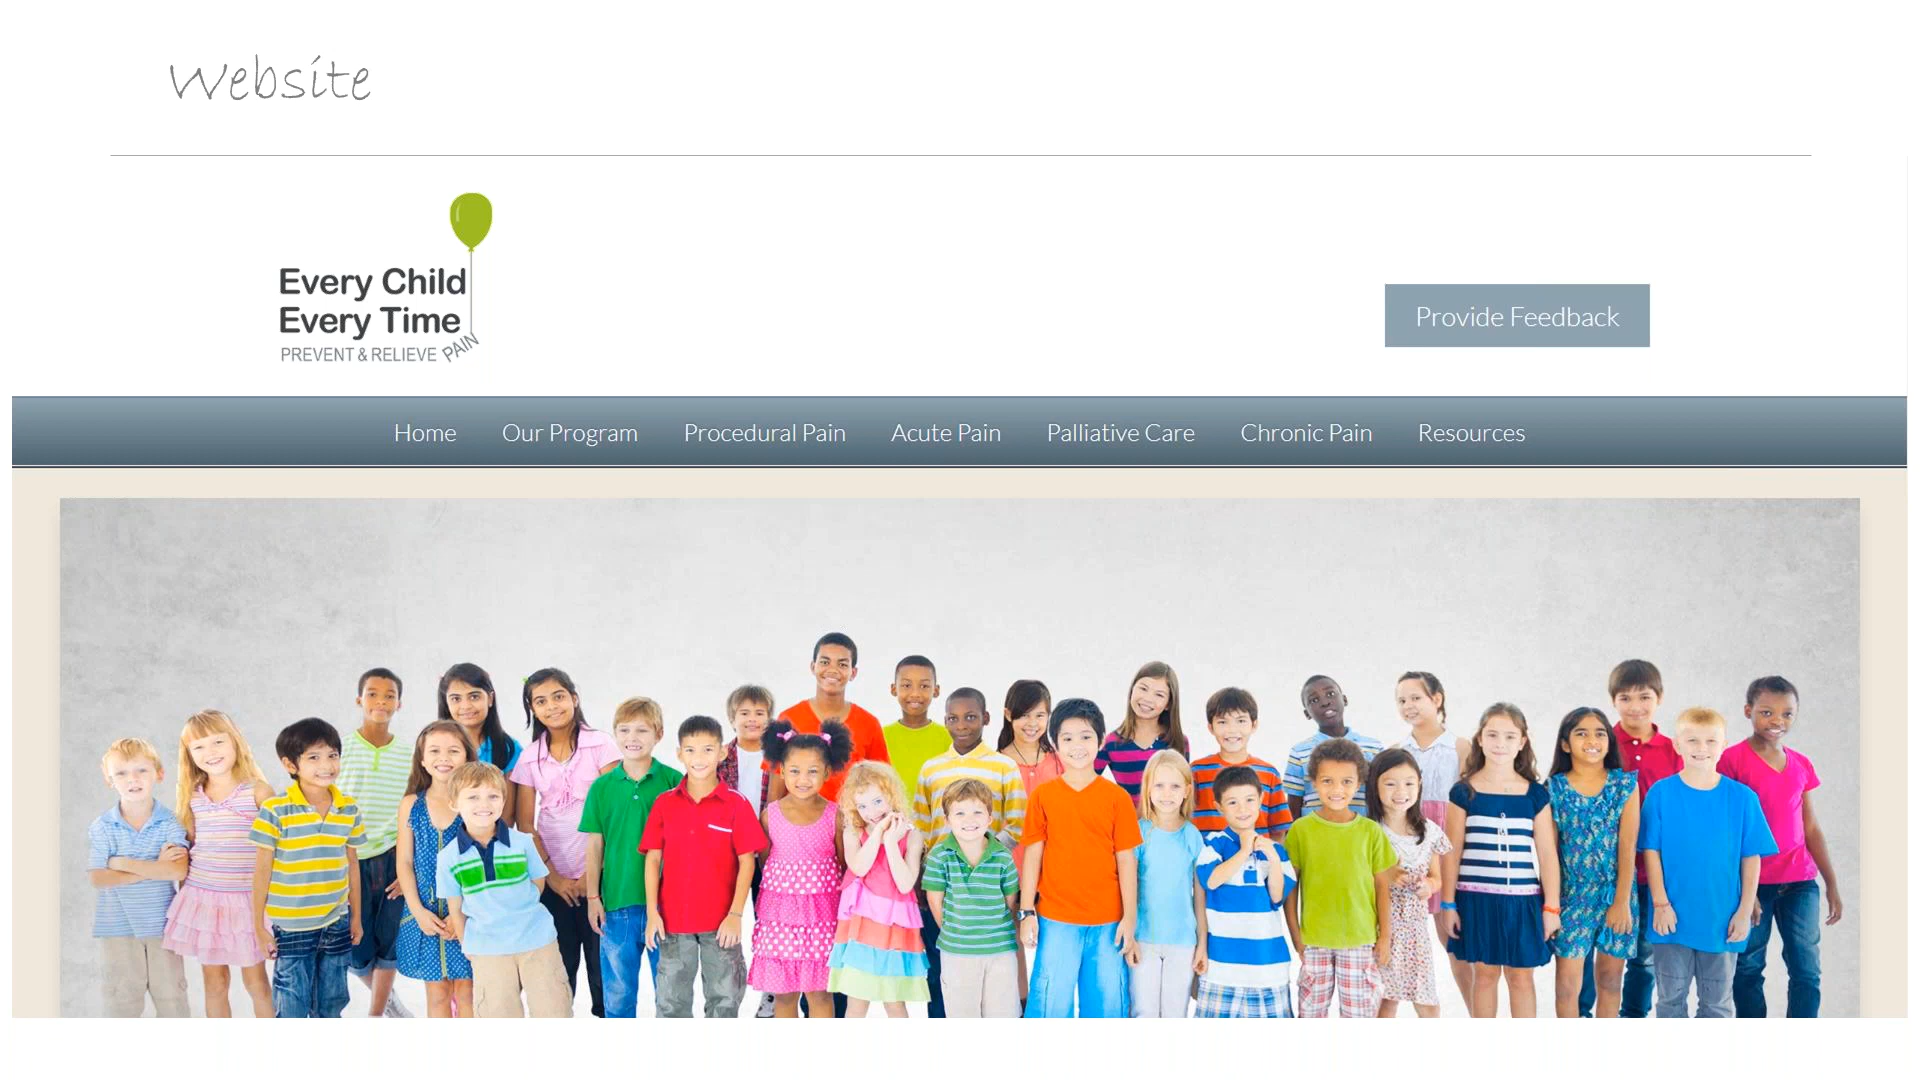 Website
Every Child
Every Time
PREVENT & RELIEVE PAIN
Provide Feedback
Home Our Program Procedural Pain Acute Pain Palliative Care Chronic Pain Resources